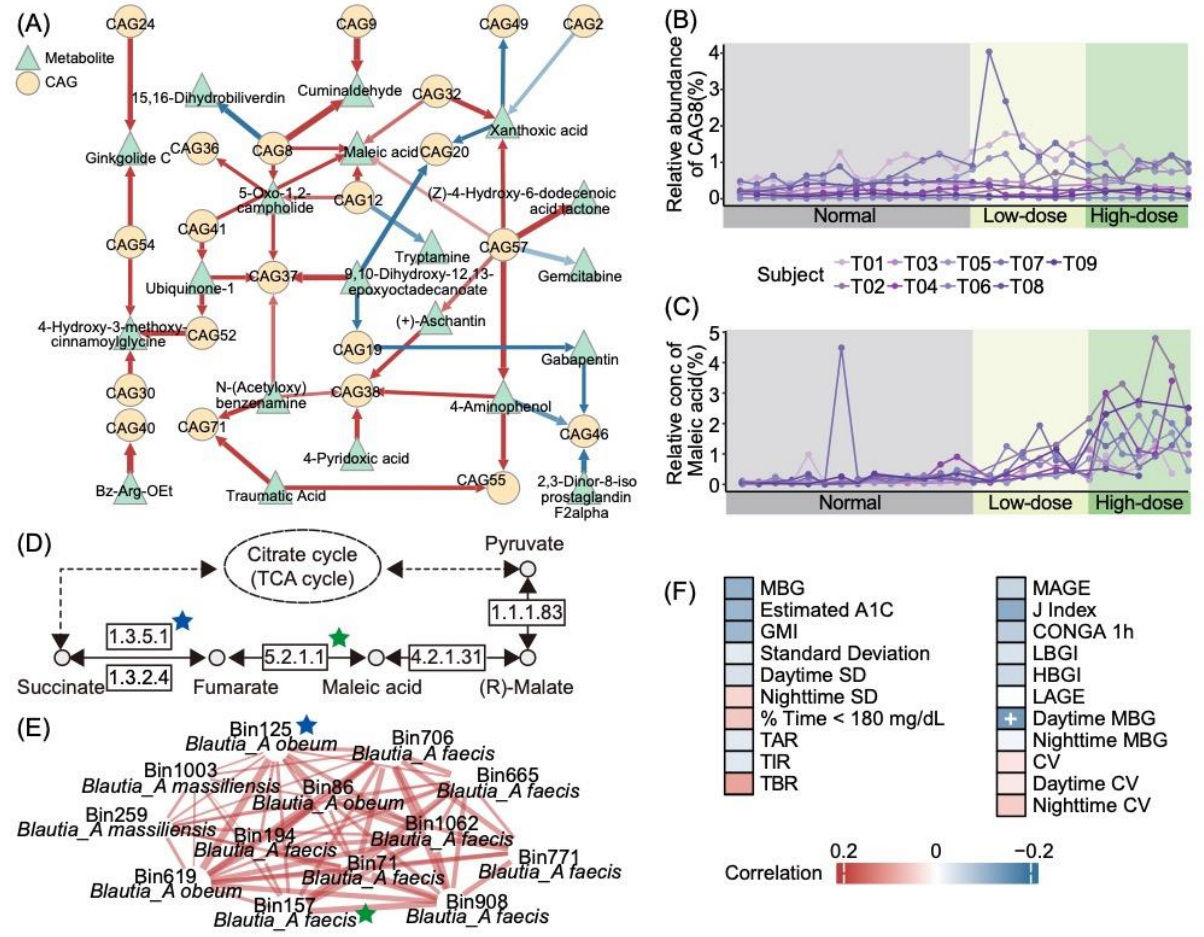 (A)
CAG24
CAG9
CAG49
CAG2
Metabolite
CAG
15,16-Dihydrobiliverdin
Cuminaldehyde
CAG32
Xanthoxic acid
Ginkgolide C
CAG36
CAG8
Maleic acid
CAG20
5-Oxo-1,2-
campholide
CAG12
(Z)-4-Hydroxy-6-dodecenoic
acid lactone
CAG41
CAG54
Tryptamine
CAG57
Gemcitabine
Ubiquinone-1
CAG37
9,10-Dihydroxy-12,13-
epoxyoctadecanoate
4-Hydroxy-3-methoxy-
cinnamoylglycine
CAG52
(+)-Aschantin
CAG19
Gabapentin
CAG30
N-(Acetyloxy)
benzenamine
CAG38
4-Aminophenol
CAG40
CAG71
CAG46
4-Pyridoxic acid
Bz-Arg-OEt
Traumatic Acid
CAG55
2,3-Dinor-8-iso
prostaglandin
F2alpha
(B)
Relative abundance
of CAG8(%)
4
3
2
1
0
Normal
Low-dose
High-dose
Subject
T01
T03
T05
T07
T09
T02
T04
T06
T08
(C)
Relative conc of
Maleic acid(%)
5
4
3
2
1
0
Normal
Low-dose
High-dose
(D)
Citrate cycle
(TCA cycle)
Pyruvate
1.1.1.83
1.3.5.1
1.3.2.4
5.2.1.1
4.2.1.31
Succinate
Fumarate
Maleic acid
(R)-Malate
(E)
Bin125
Blautia_A obeum
Bin706
Blautia_A faecis
Bin1003
Blautia_A massiliensis
Bin86
Blautia_A obeum
Bin665
Blautia_A faecis
Bin259
Blautia_A massiliensis
Bin194
Blautia_A faecis
Bin1062
Blautia_A faecis
Bin71
Blautia_A faecis
Bin771
Blautia_A faecis
Bin619
Blautia_A obeum
Bin157
Blautia_A faecis
Bin908
Blautia_A faecis
(F)
MBG
Estimated A1C
GMI
Standard Deviation
Daytime SD
Nighttime SD
% Time < 180 mg/dL
TAR
TIR
TBR
MAGE
J Index
CONGA 1h
LBGI
HBGI
LAGE
+ Daytime MBG
Nighttime MBG
CV
Daytime CV
Nighttime CV
Correlation
0.2
0
-0.2